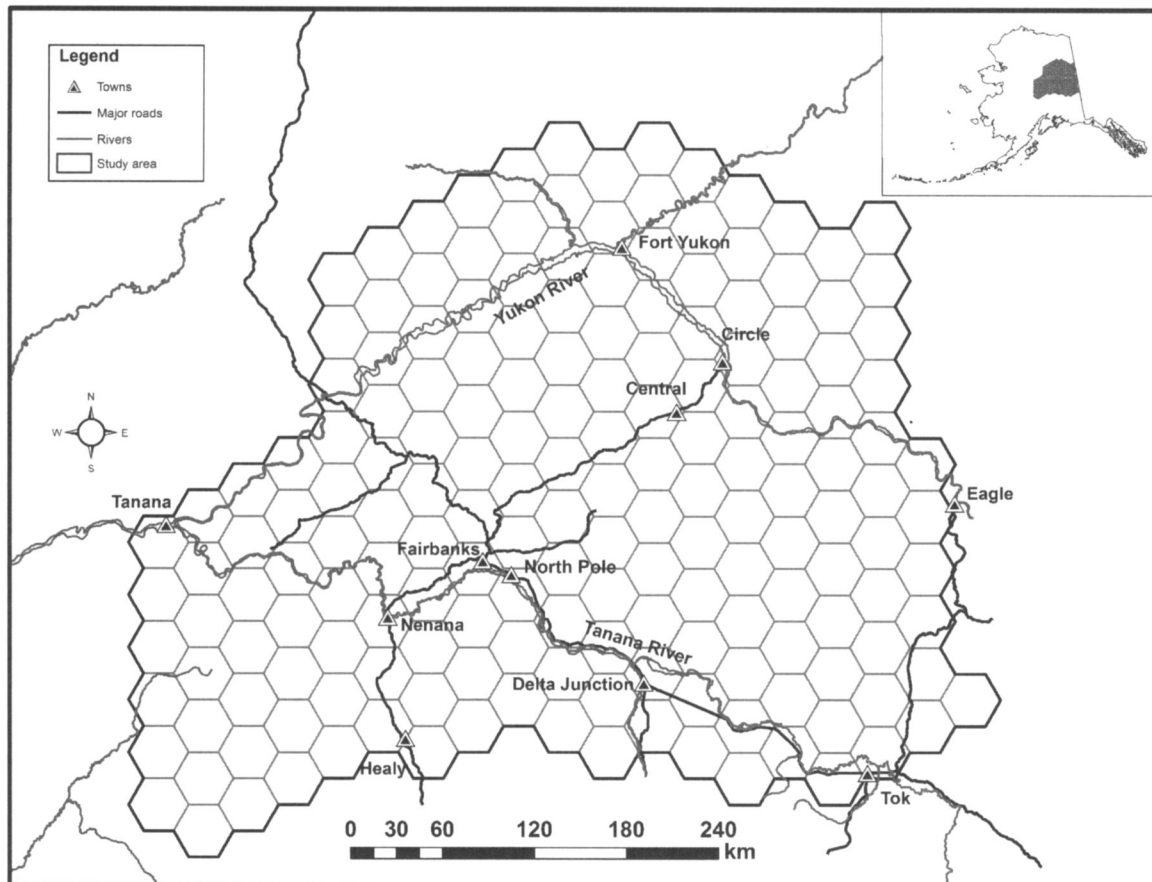 Legend
Towns
Major roads
Rivers
Study area
Fort Yukon
Yukon River
Circle
Central
N
W E
S
Tanana
Eagle
Fairbanks
North Pole
Nenana
Tanana River
Delta Junction
Healy
Tok
0 30 60 120 180 240
km